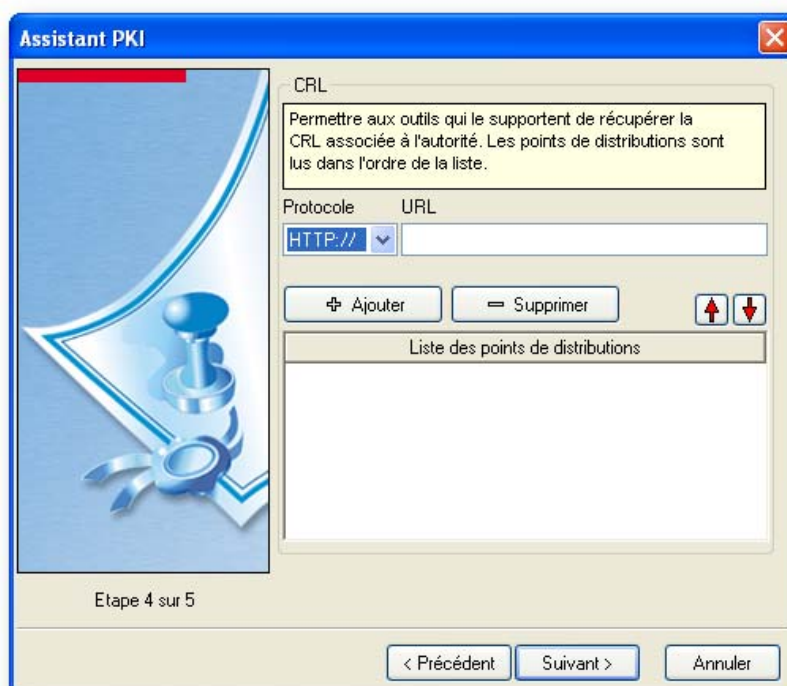 Assistant PKI
CRL
Permettre aux outils qui le supportent de récupérer la
CRL associée à l'autorité. Les points de distributions sont
lus dans l'ordre de la liste.
Protocole URL
HTTP://
Ajouter Supprimer
Liste des points de distributions
Etape 4 sur 5
< Précédent Suivant > Annuler